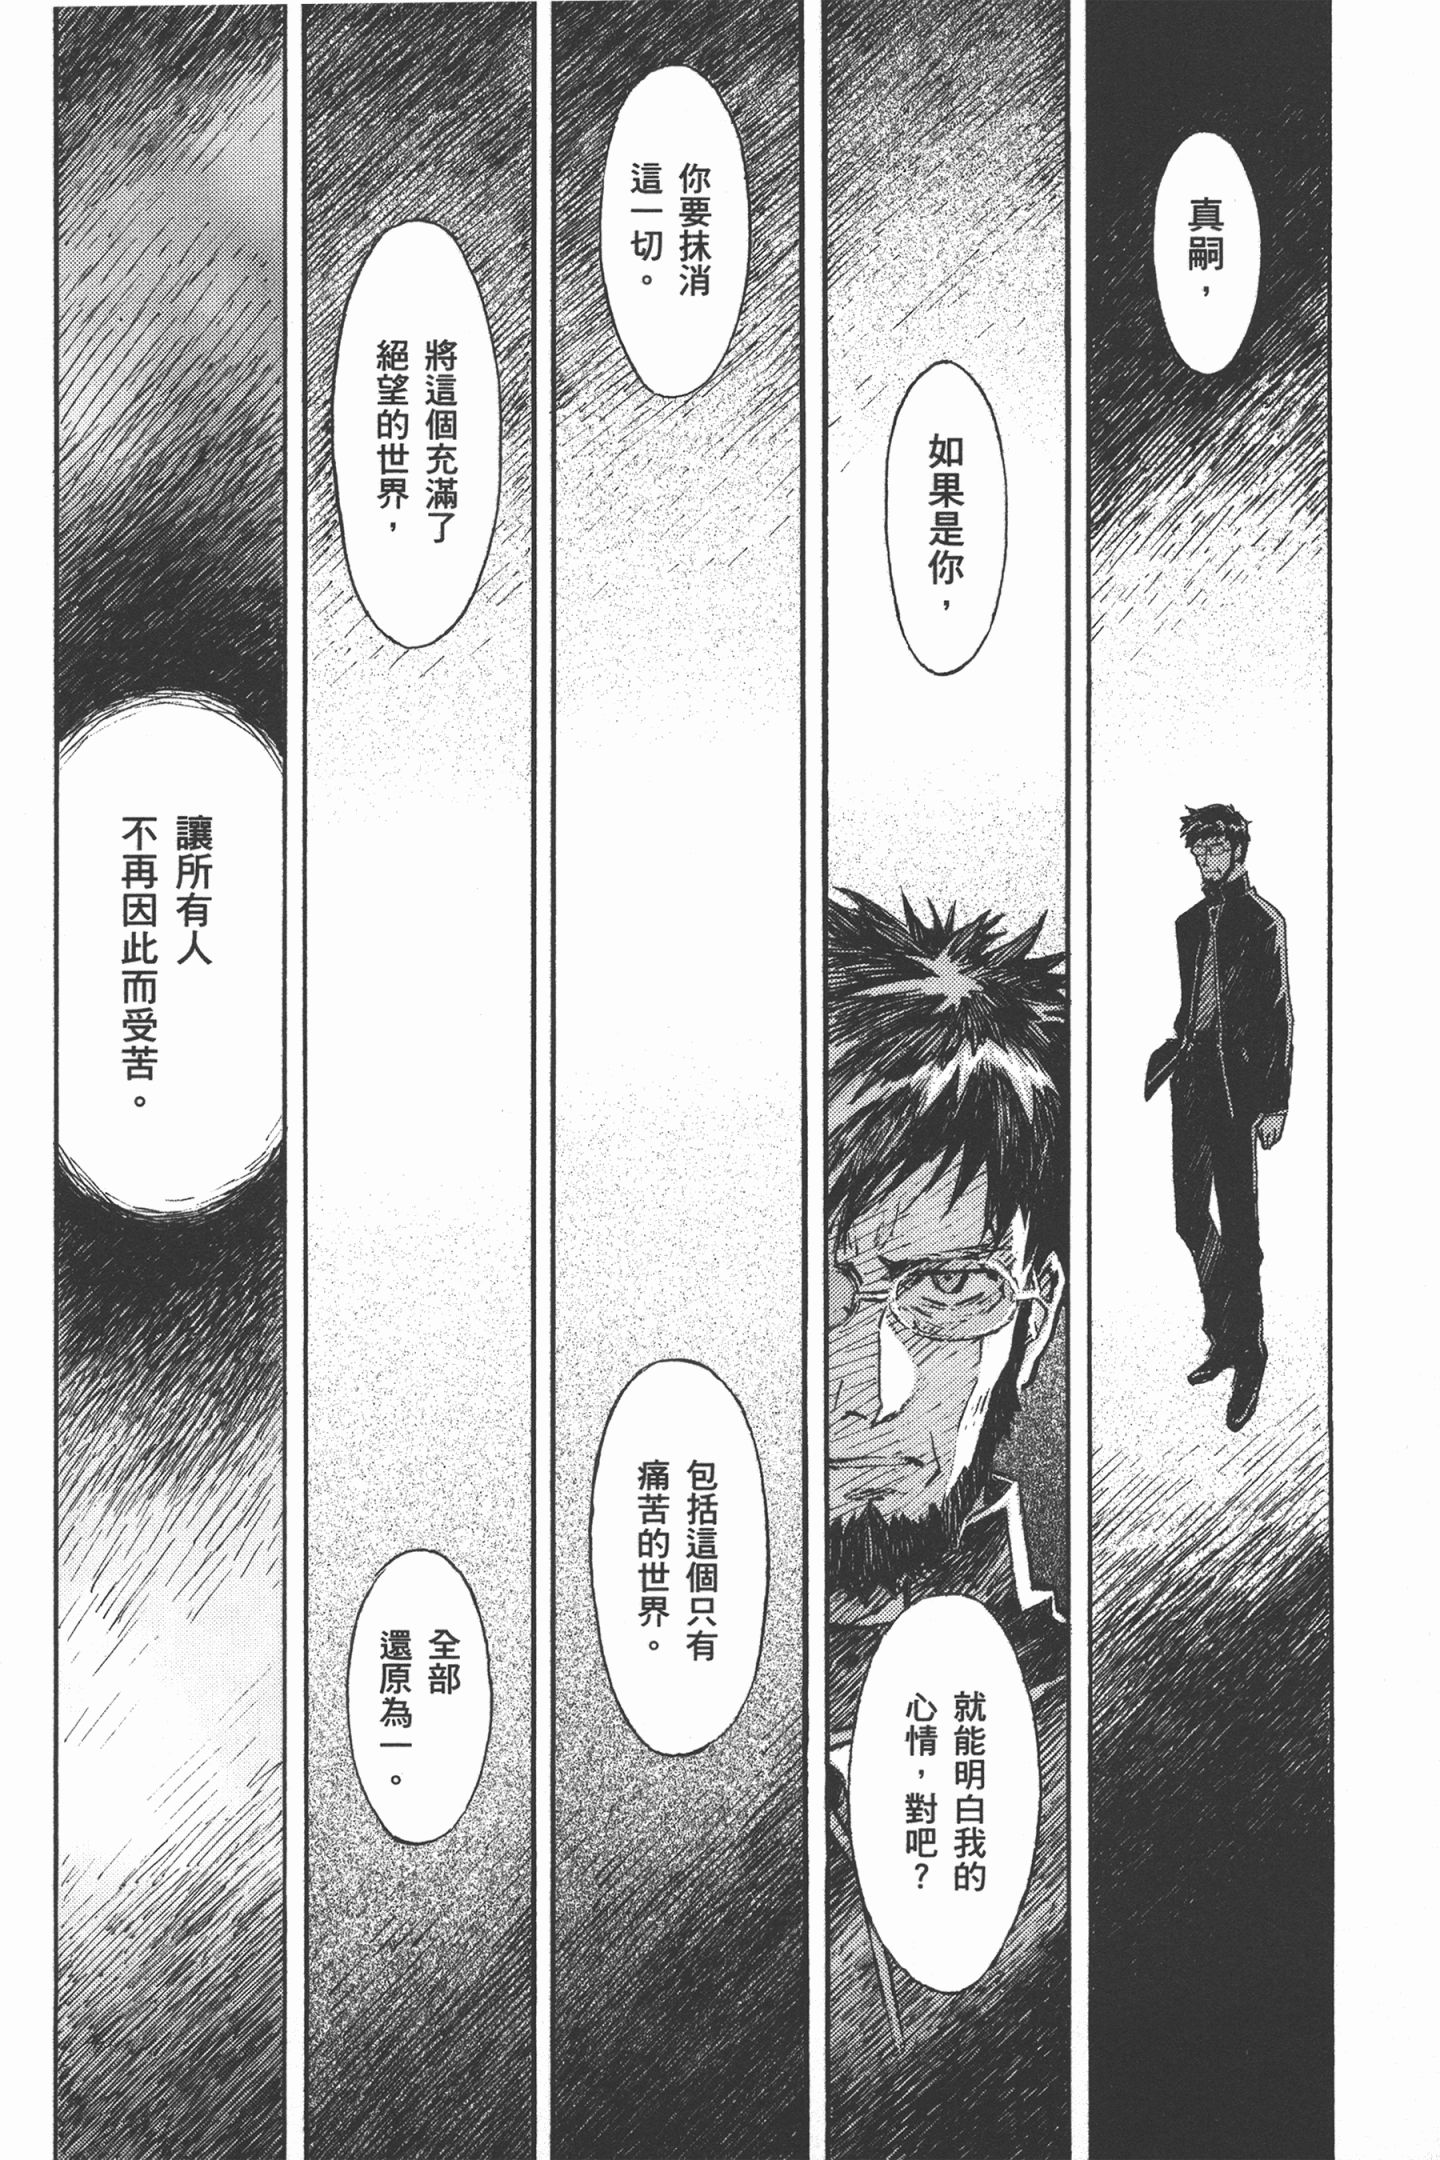 真嗣，
如果是你，
就能明白我的
心情，對吧？
你要抹消
這一切。
包括這個只有
痛苦的世界。
將這個充滿了
絕望的世界，
全部
還原為一。
讓所有人
不再因此而受苦。